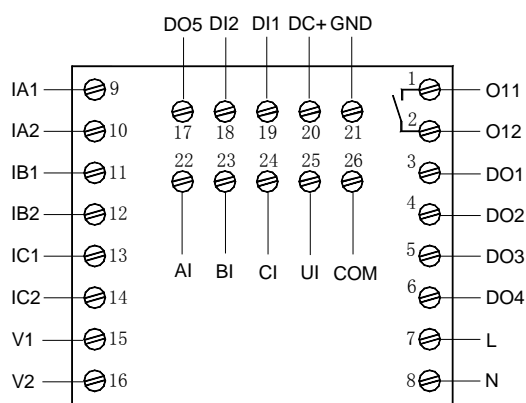 DO5 DI2 DI1 DC+ GND
IA1 9 1 O11
17 18 19 20 21
IA2 10 2 O12
22 23 24 25 26
IB1 11 3 DO1
IB2 12 4 DO2
IC1 13 5 DO3
AI BI CI UI COM
IC2 14 6 DO4
V1 15 7 L
V2 16 8 N